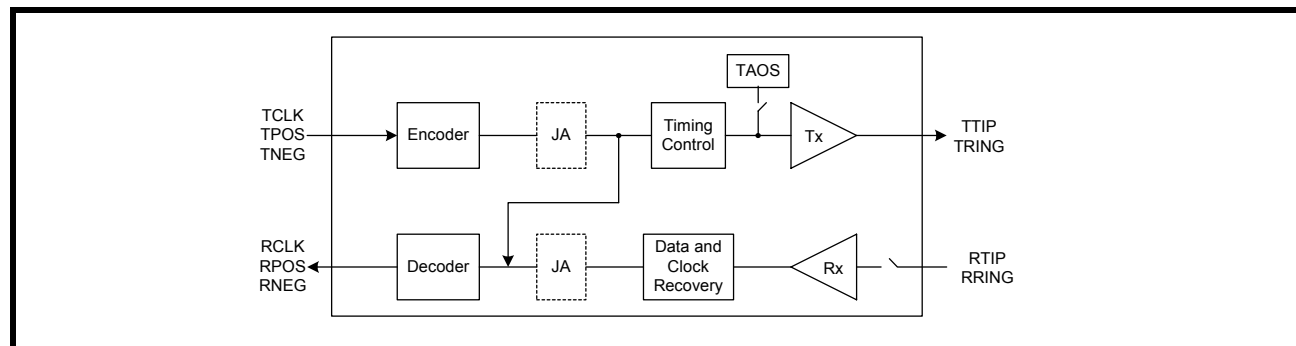 TAOS
TCLK
TPOS
TNEG
Encoder
JA
Timing
Control
Tx
TTIP
TRING
RCLK
RPOS
RNEG
Decoder
JA
Data and
Clock
Recovery
Rx
RTIP
RRING